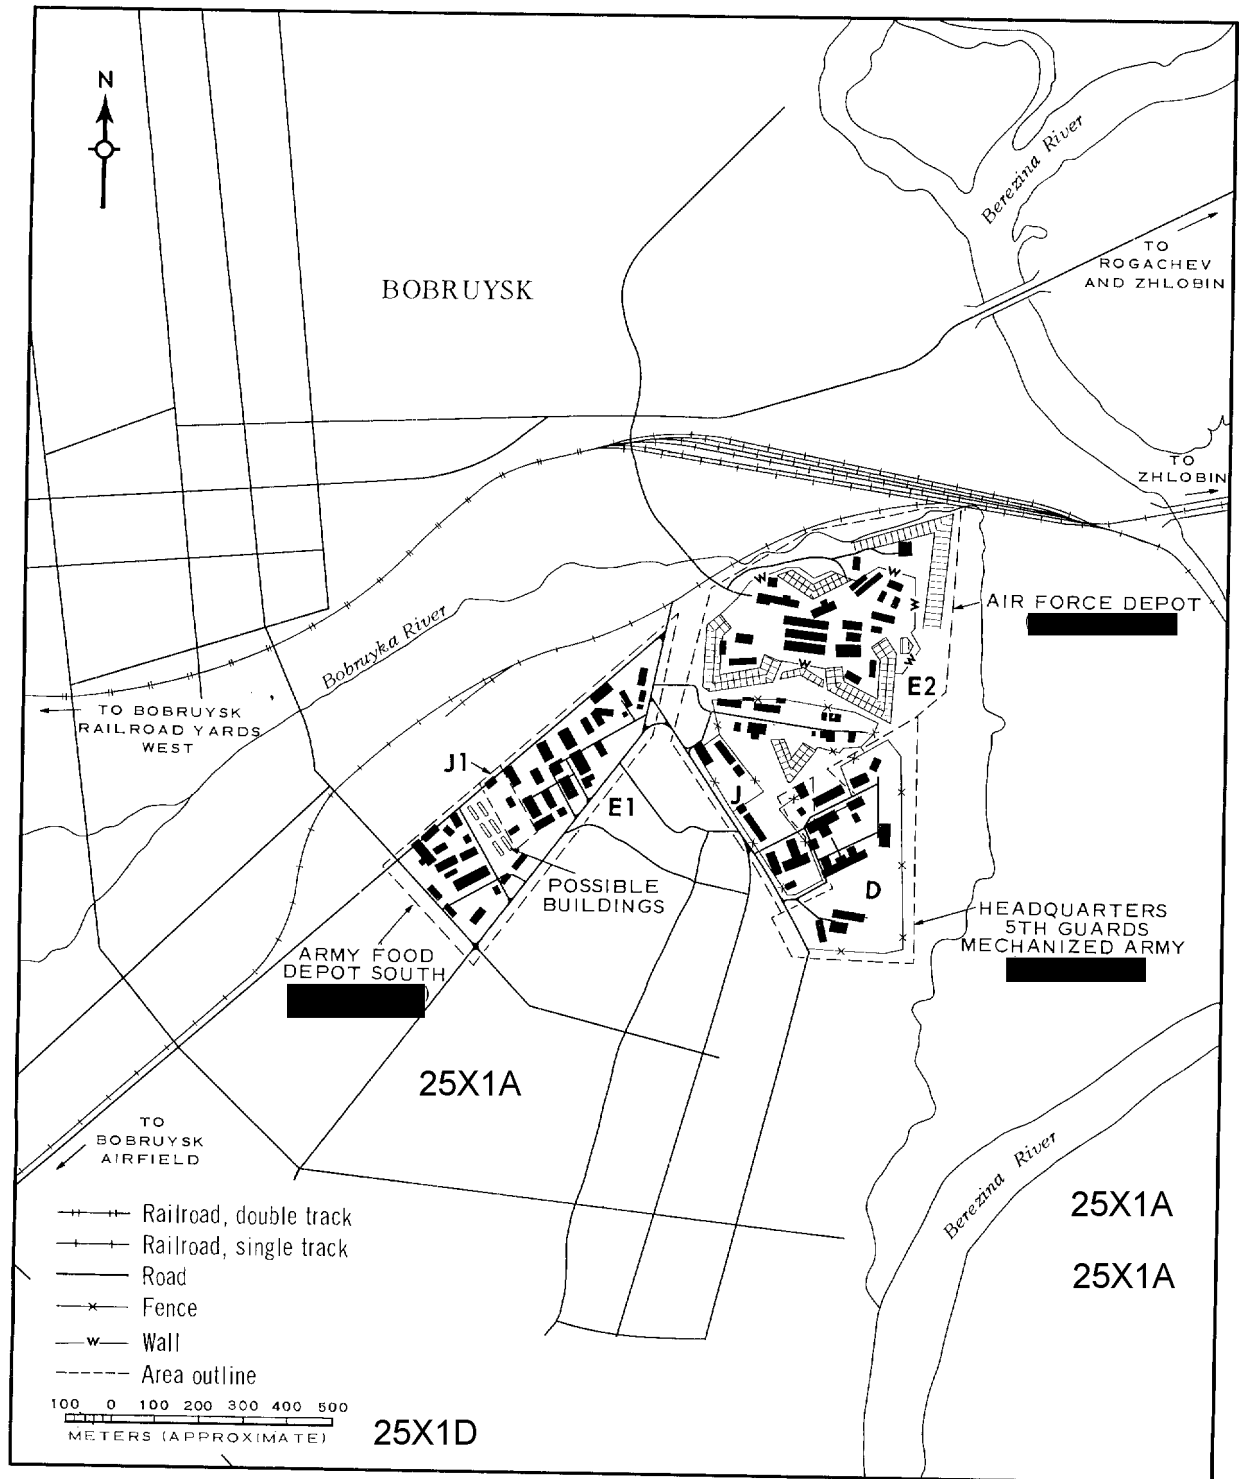 N
Berezina River
TO
ROGACHEV
AND ZHLOBIN
BOBRUYSK
TO
ZHLOBIN
AIR FORCE DEPOT
W
W
W
W
W
E2
Bobruyka River
TO BOBRUYSK
RAILROAD YARDS
WEST
J1
E1
J
D
POSSIBLE
BUILDINGS
HEADQUARTERS
5TH GUARDS
MECHANIZED ARMY
ARMY FOOD
DEPOT SOUTH
)
25X1A
TO
BOBRUYSK
AIRFIELD
Berezina River
25X1A
25X1A
Railroad, double track
Railroad, single track
Road
Fence
W Wall
Area outline
100 0 100 200 300 400 500
METERS (APPROXIMATE)
25X1D